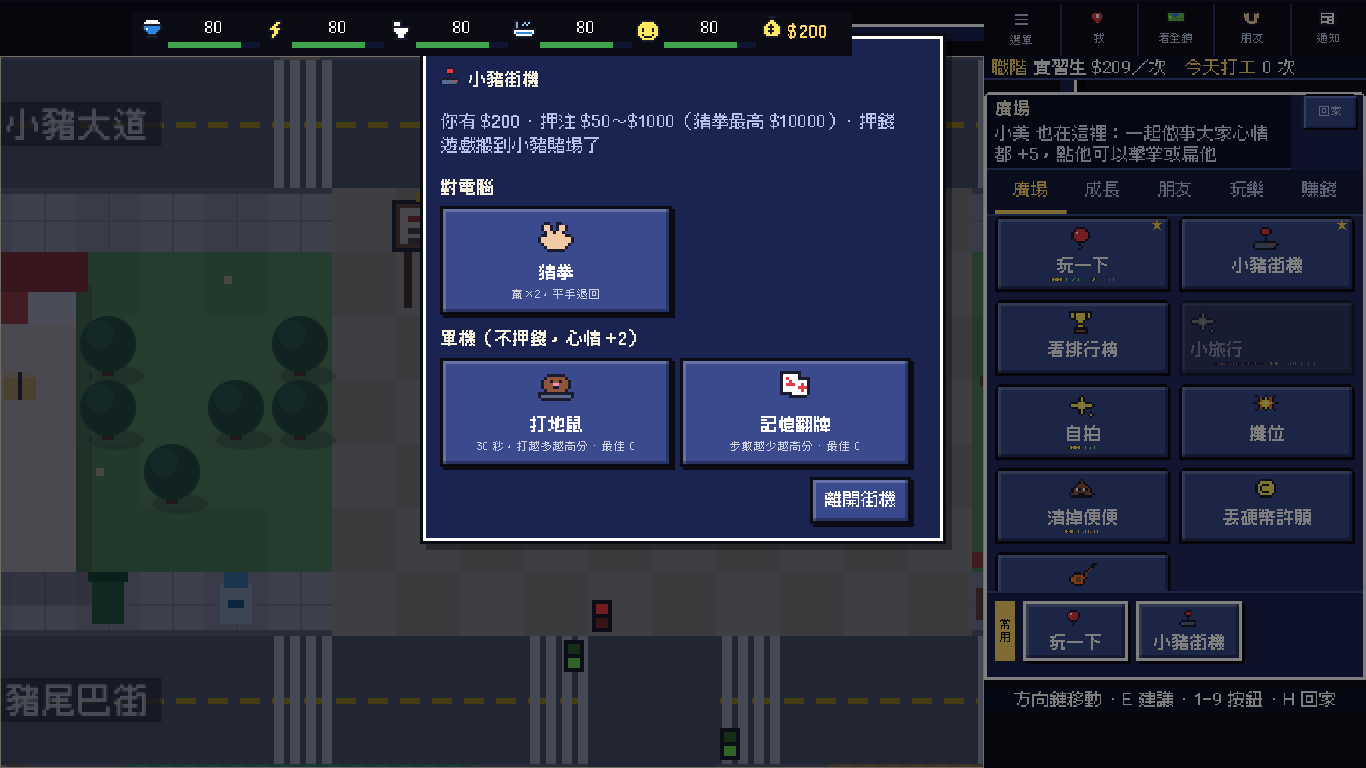 80 80 80 80 80 $200
選單 我 看全鎮 朋友 通知
職階 實習生 $209/次 今天打工 0 次
小豬大道
豬尾巴街
小豬街機
你有 $200 · 押注 $50～$1000（豬拳最高 $10000）· 押錢
遊戲搬到小豬賭場了
對電腦
豬拳
贏 ×2，平手退回
單機（不押錢，心情 +2）
打地鼠
30 秒，打越多越高分 · 最佳 0
記憶翻牌
步數越少越高分 · 最佳 0
離開街機
廣場
回家
小美 也在這裡：一起做事大家心情
都 +5，點他可以擊掌或扁他
廣場 成長 朋友 玩樂 賺錢
玩一下
小豬街機
看排行榜
小旅行
自拍
攤位
清掉便便
丟硬幣許願
常用
玩一下
小豬街機
方向鍵移動 · E 建議 · 1-9 按鈕 · H 回家